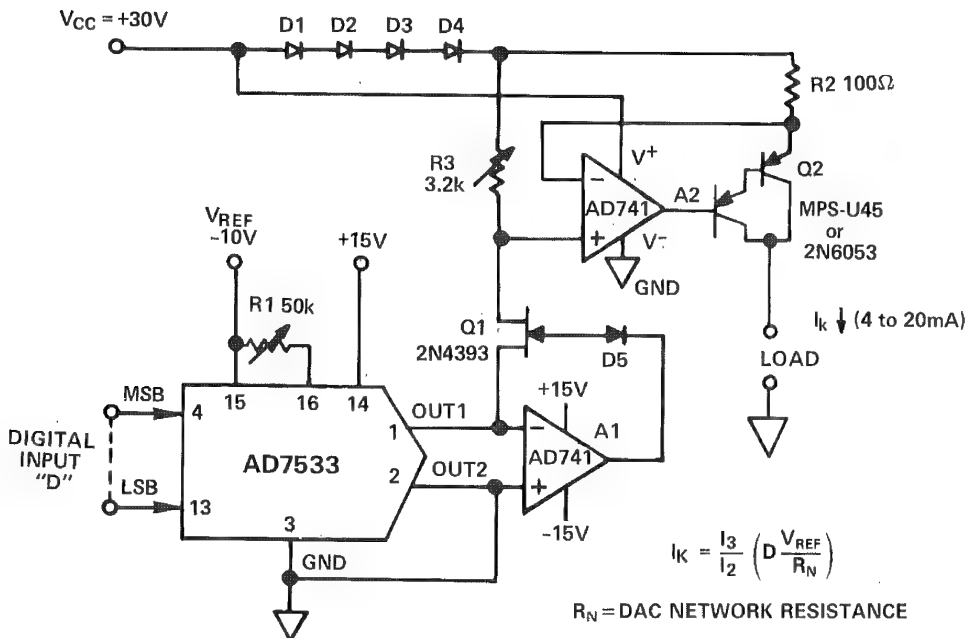 VCC = +30V
D1 D2 D3 D4
R2 100Ω
R3
3.2k
V+
−
AD741
+
V−
A2
Q2
MPS-U45
or
2N6053
GND
VREF
−10V
+15V
R1 50k
Q1
2N4393
D5
Ik ↓ (4 to 20mA)
LOAD
15 16 14
MSB
4
DIGITAL
INPUT
"D"
LSB
13
AD7533
1
2
3
GND
OUT1
OUT2
+15V
−
AD741
+
A1
−15V
IK = I3/I2 (D VREF/RN)
RN = DAC NETWORK RESISTANCE